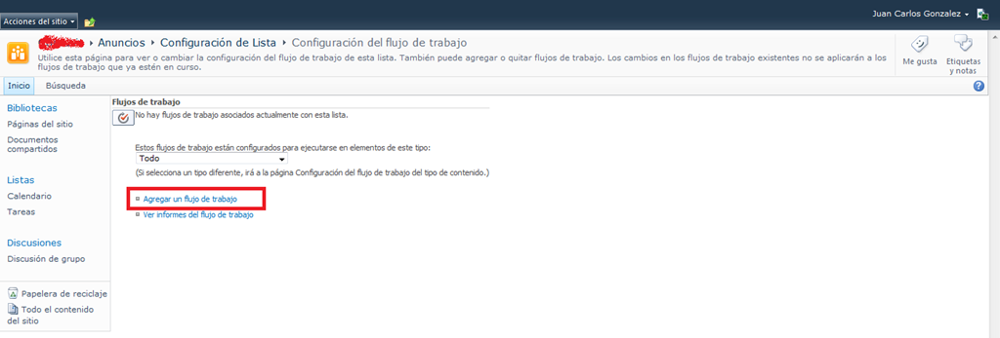 Juan Carlos Gonzalez
Acciones del sitio
Anuncios Configuración de Lista Configuración del flujo de trabajo
Utilice esta página para ver o cambiar la configuración del flujo de trabajo de esta lista. También puede agregar o quitar flujos de trabajo. Los cambios en los flujos de trabajo existentes no se aplicarán a los
flujos de trabajo que ya estén en curso.
Me gusta
Etiquetas
y notas
Inicio Búsqueda
Bibliotecas
Páginas del sitio
Documentos
compartidos
Listas
Calendario
Tareas
Discusiones
Discusión de grupo
Papelera de reciclaje
Todo el contenido
del sitio
Flujos de trabajo
No hay flujos de trabajo asociados actualmente con esta lista.
Estos flujos de trabajo están configurados para ejecutarse en elementos de este tipo:
Todo
(Si selecciona un tipo diferente, irá a la página Configuración del flujo de trabajo del tipo de contenido.)
Agregar un flujo de trabajo
Ver informes del flujo de trabajo